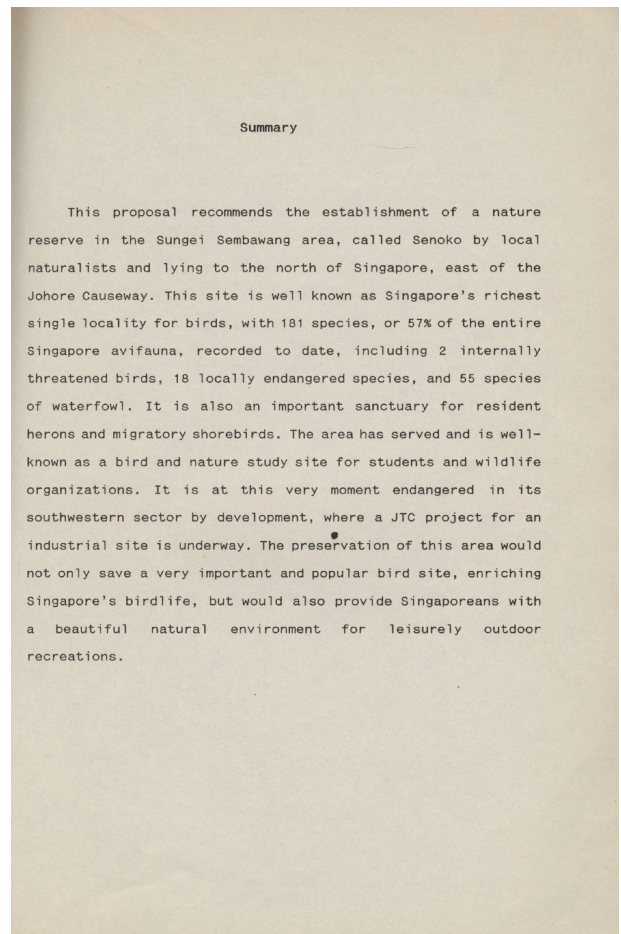 Summary
This proposal recommends the establishment of a nature
reserve in the Sungei Sembawang area, called Senoko by local
naturalists and lying to the north of Singapore, east of the
Johore Causeway. This site is well known as Singapore's richest
single locality for birds, with 181 species, or 57% of the entire
Singapore avifauna, recorded to date, including 2 internally
threatened birds, 18 locally endangered species, and 55 species
of waterfowl. It is also an important sanctuary for resident
herons and migratory shorebirds. The area has served and is well-
known as a bird and nature study site for students and wildlife
organizations. It is at this very moment endangered in its
southwestern sector by development, where a JTC project for an
industrial site is underway. The preservation of this area would
not only save a very important and popular bird site, enriching
Singapore's birdlife, but would also provide Singaporeans with
a beautiful natural environment for leisurely outdoor
recreations.